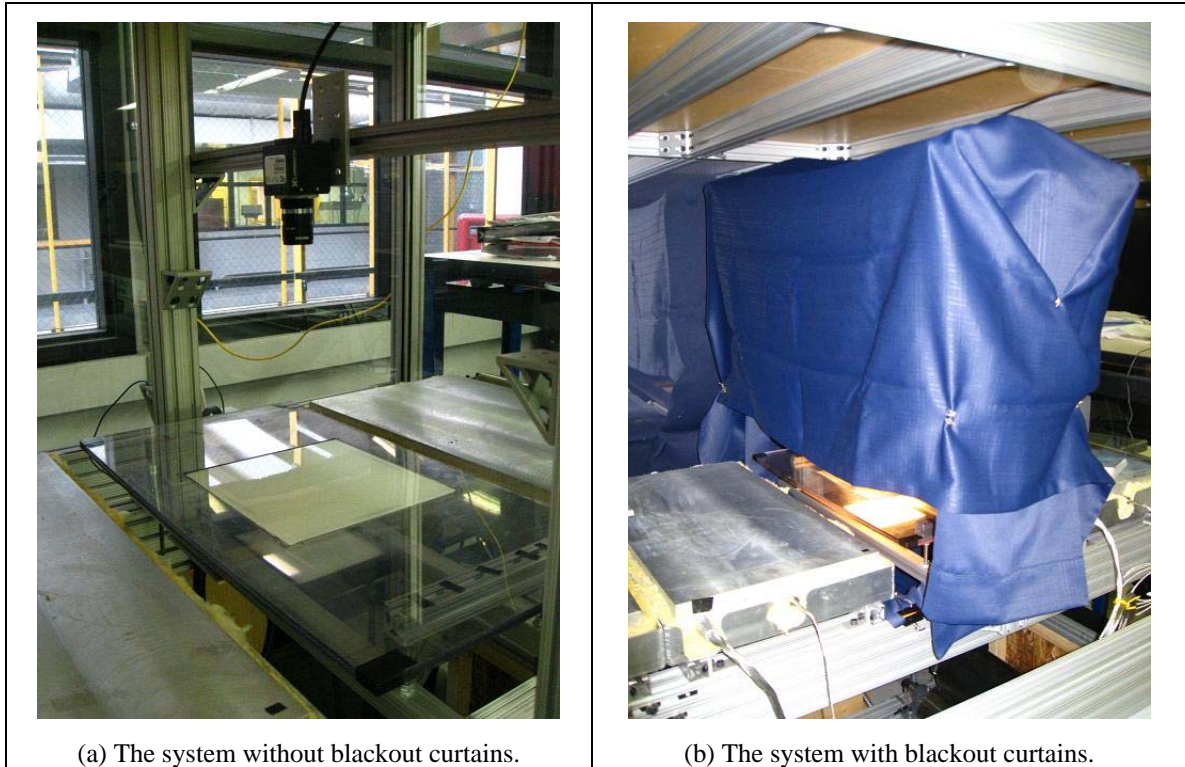 (a) The system without blackout curtains.
(b) The system with blackout curtains.